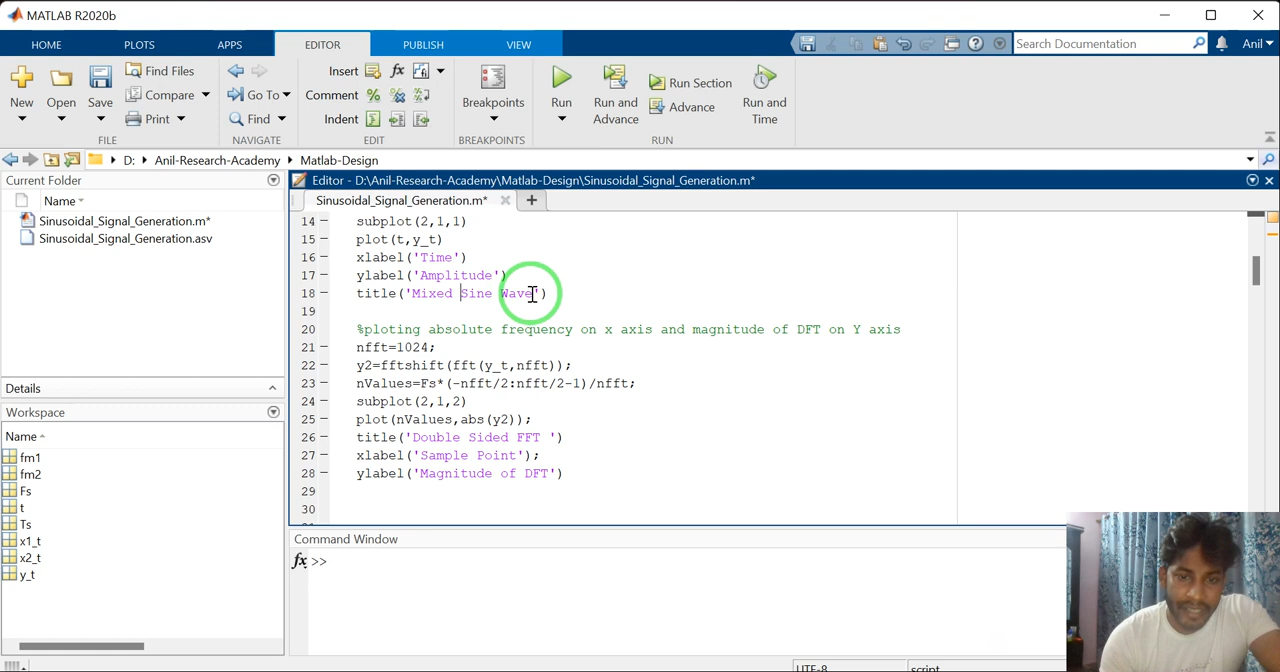 MATLAB R2020b
HOME PLOTS APPS EDITOR PUBLISH VIEW
Search Documentation
Anil
New Open Save
Find Files
Compare
Print
FILE
Go To
Find
NAVIGATE
Insert fx
Comment
Indent
EDIT
Breakpoints
BREAKPOINTS
Run
Run and Advance
Run Section
Advance
Run and Time
RUN
D: Anil-Research-Academy Matlab-Design
Current Folder
Name
Sinusoidal_Signal_Generation.m*
Sinusoidal_Signal_Generation.asv
Details
Workspace
Name
fm1
fm2
Fs
t
Ts
x1_t
x2_t
y_t
Editor - D:\Anil-Research-Academy\Matlab-Design\Sinusoidal_Signal_Generation.m*
Sinusoidal_Signal_Generation.m*
14 subplot(2,1,1)
15 plot(t,y_t)
16 xlabel('Time')
17 ylabel('Amplitude')
18 title('Mixed Sine Wave')
19
20 %ploting absolute frequency on x axis and magnitude of DFT on Y axis
21 nfft=1024;
22 y2=fftshift(fft(y_t,nfft));
23 nValues=Fs*(-nfft/2:nfft/2-1)/nfft;
24 subplot(2,1,2)
25 plot(nValues,abs(y2));
26 title('Double Sided FFT ')
27 xlabel('Sample Point');
28 ylabel('Magnitude of DFT')
29
30
Command Window
fx >>
UTF-8 script